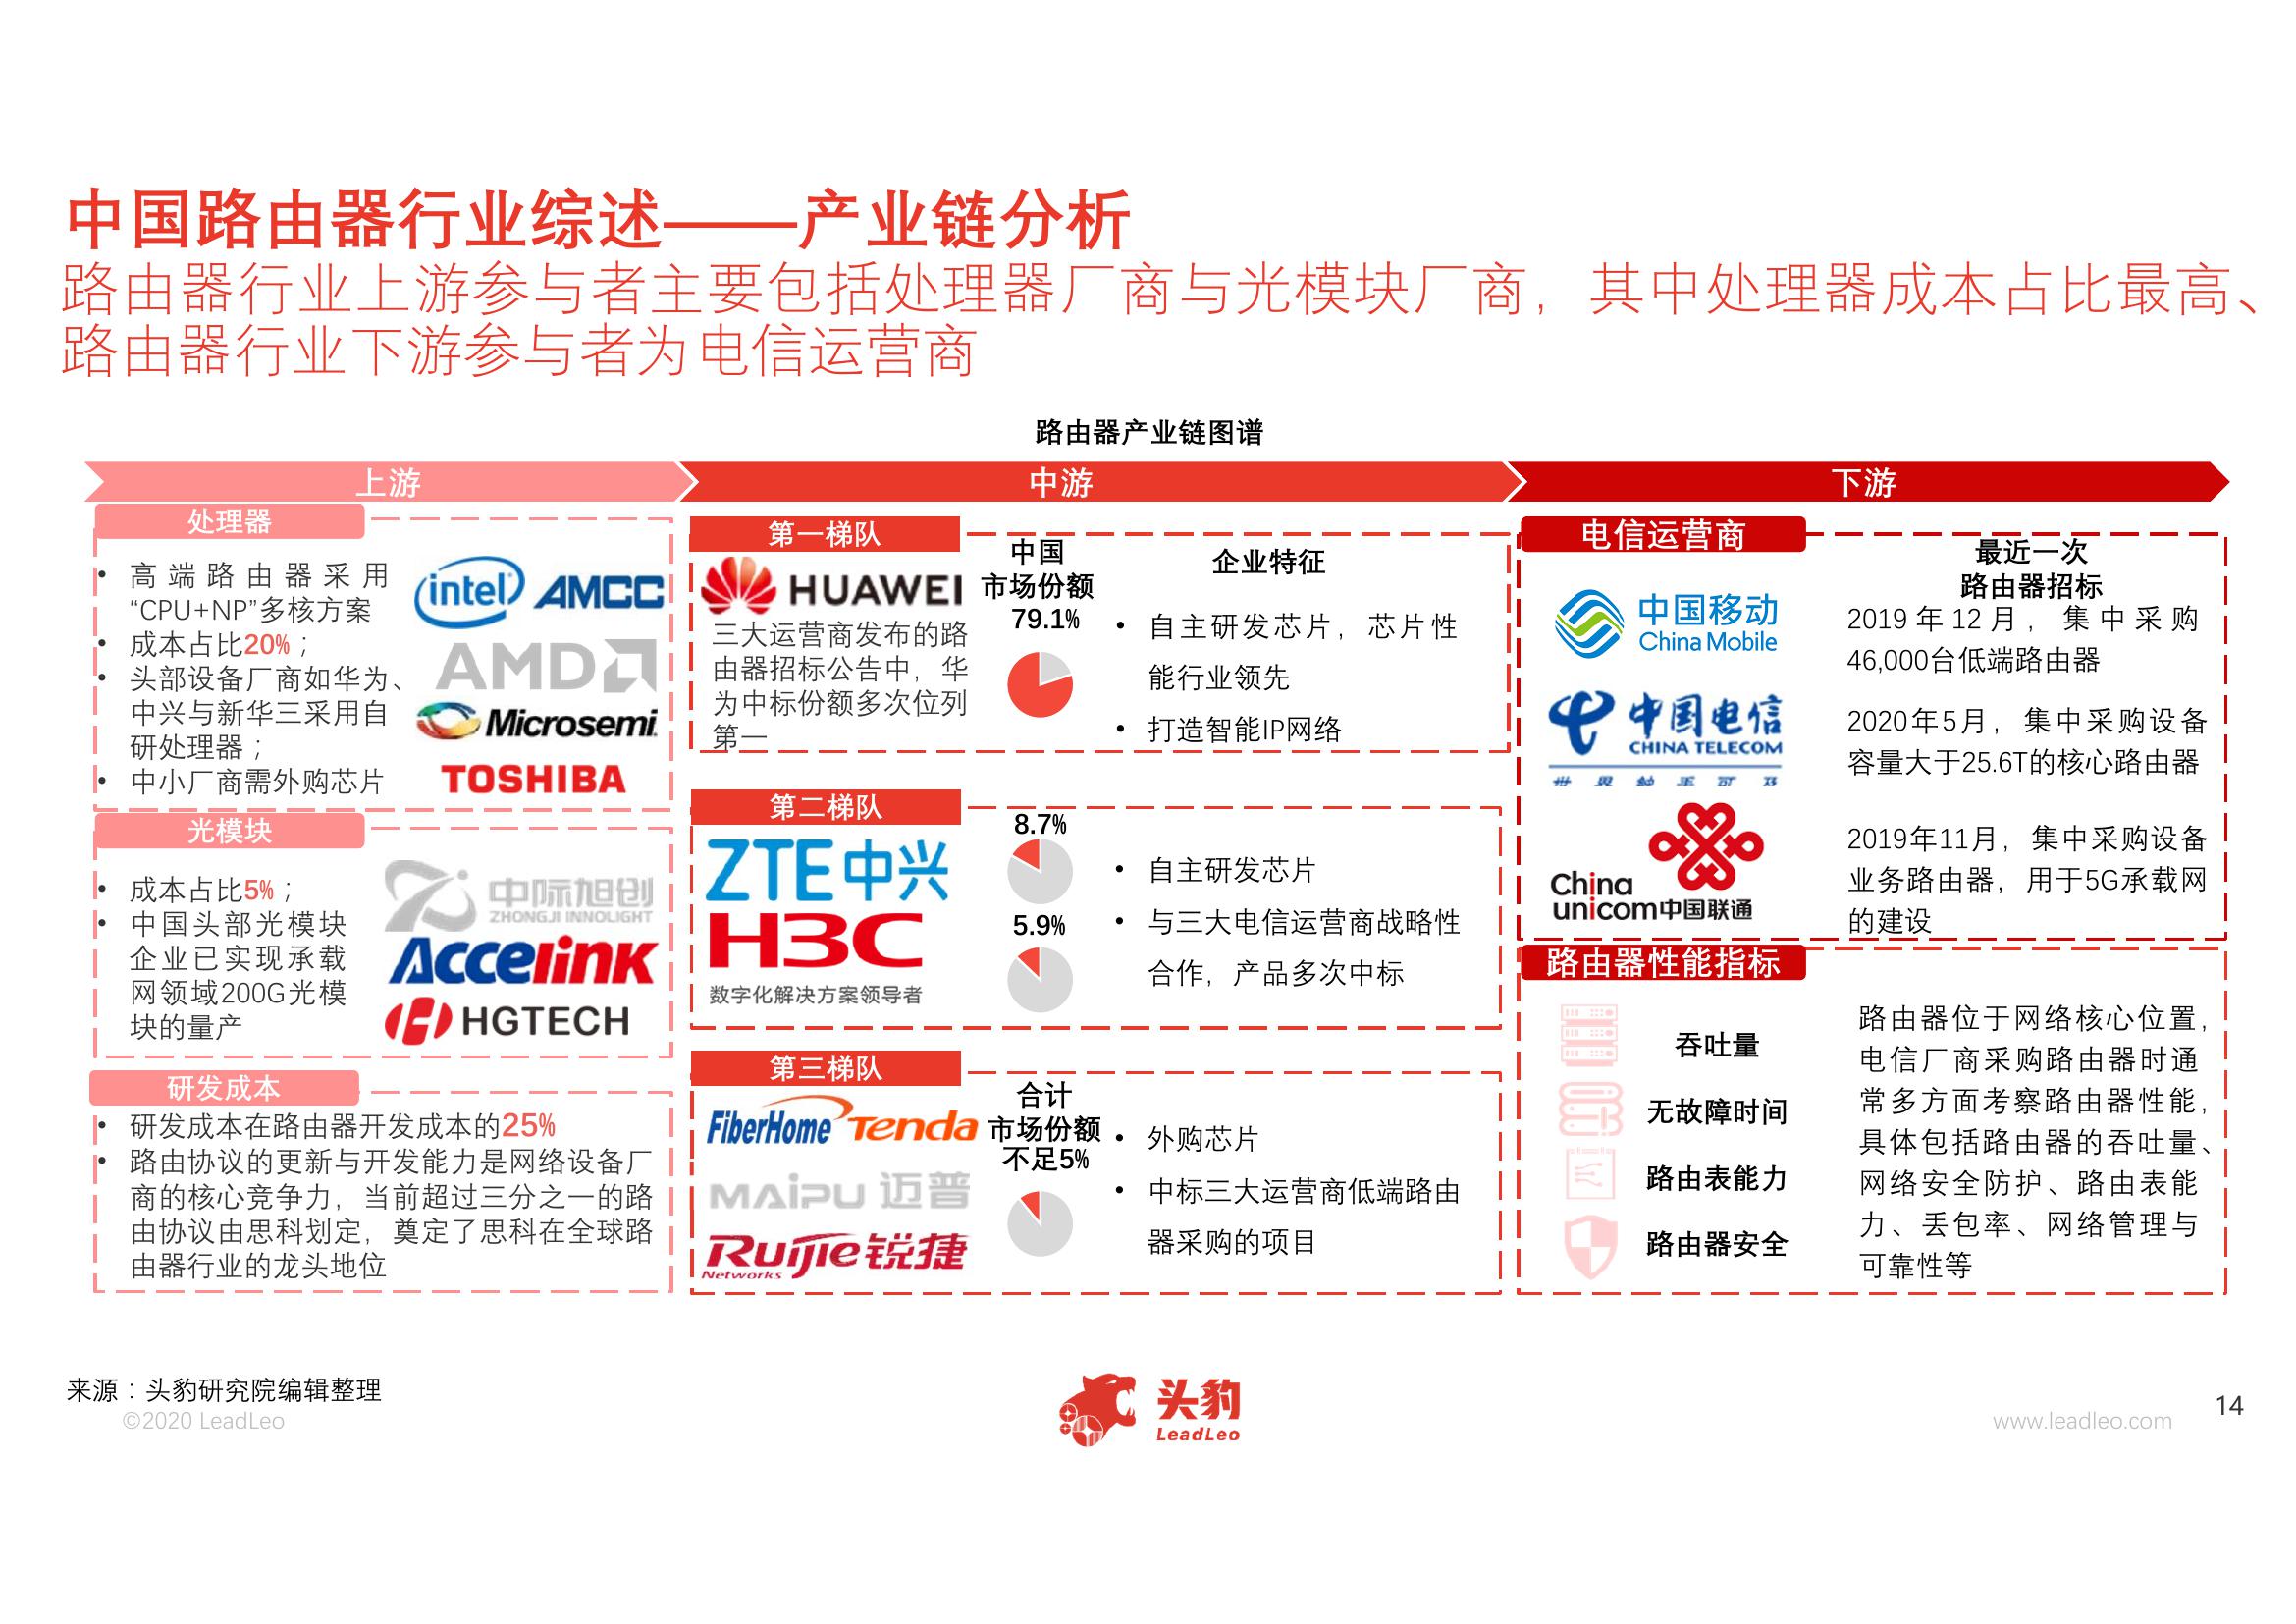 中国路由器行业综述——产业链分析
路由器行业上游参与者主要包括处理器厂商与光模块厂商，其中处理器成本占比最高、
路由器行业下游参与者为电信运营商
路由器产业链图谱
上游
处理器
• 高端路由器采用
“CPU+NP”多核方案
• 成本占比20%；
• 头部设备厂商如华为、
中兴与新华三采用自
研处理器；
• 中小厂商需外购芯片
intel AMCC
AMD
Microsemi.
TOSHIBA
光模块
• 成本占比5%；
• 中国头部光模块
企业已实现承载
网领域200G光模
块的量产
中际旭创
ZHONGJI INNOLIGHT
Accelink
HGTECH
研发成本
• 研发成本在路由器开发成本的25%
• 路由协议的更新与开发能力是网络设备厂
商的核心竞争力，当前超过三分之一的路
由协议由思科划定，奠定了思科在全球路
由器行业的龙头地位
中游
第一梯队
HUAWEI
三大运营商发布的路
由器招标公告中，华
为中标份额多次位列
第一
中国
市场份额
79.1%
企业特征
• 自主研发芯片，芯片性
能行业领先
• 打造智能IP网络
第二梯队
ZTE中兴
H3C
数字化解决方案领导者
8.7%
5.9%
• 自主研发芯片
• 与三大电信运营商战略性
合作，产品多次中标
第三梯队
FiberHome Tenda
MAiPU 迈普
Ruijie锐捷
Networks
合计
市场份额
不足5%
• 外购芯片
• 中标三大运营商低端路由
器采购的项目
下游
电信运营商
最近一次
路由器招标
中国移动
China Mobile
2019年12月，集中采购
46,000台低端路由器
中国电信
CHINA TELECOM
世界触手可及
2020年5月，集中采购设备
容量大于25.6T的核心路由器
China
unicom中国联通
2019年11月，集中采购设备
业务路由器，用于5G承载网
的建设
路由器性能指标
吞吐量
无故障时间
路由表能力
路由器安全
路由器位于网络核心位置，
电信厂商采购路由器时通
常多方面考察路由器性能，
具体包括路由器的吞吐量、
网络安全防护、路由表能
力、丢包率、网络管理与
可靠性等
来源：头豹研究院编辑整理
©2020 LeadLeo
头豹
LeadLeo
www.leadleo.com
14